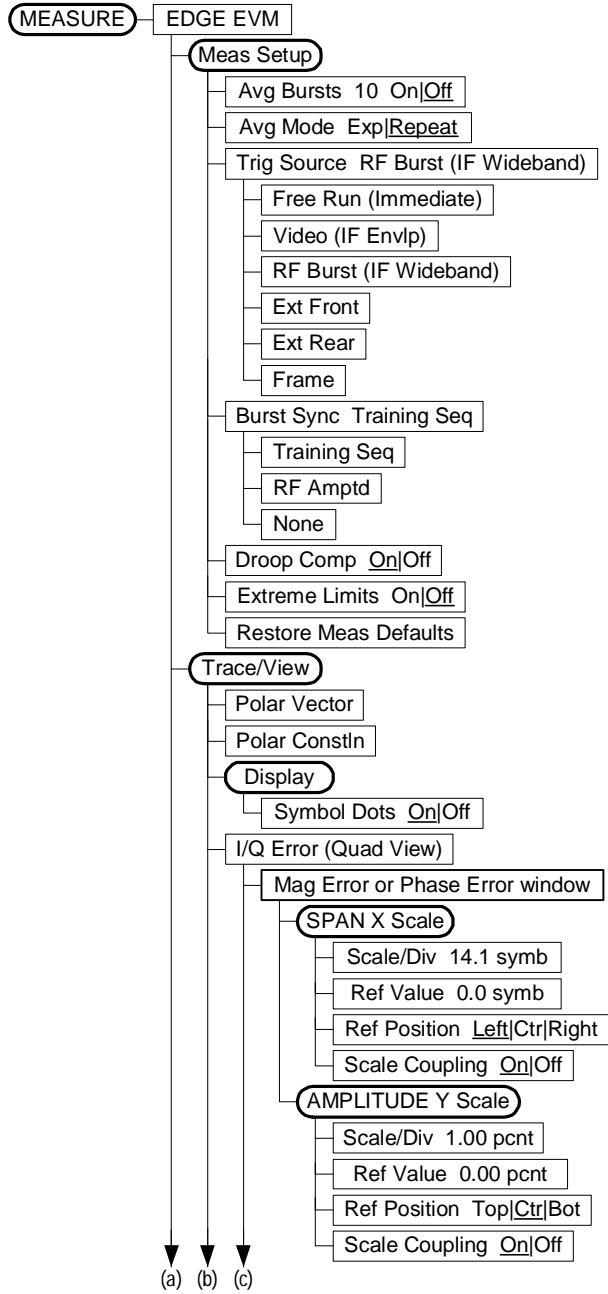 MEASURE
EDGE EVM
Meas Setup
Avg Bursts 10 On|Off
Avg Mode Exp|Repeat
Trig Source RF Burst (IF Wideband)
Free Run (Immediate)
Video (IF Envlp)
RF Burst (IF Wideband)
Ext Front
Ext Rear
Frame
Burst Sync Training Seq
Training Seq
RF Amptd
None
Droop Comp On|Off
Extreme Limits On|Off
Restore Meas Defaults
Trace/View
Polar Vector
Polar Constln
Display
Symbol Dots On|Off
I/Q Error (Quad View)
Mag Error or Phase Error window
SPAN X Scale
Scale/Div 14.1 symb
Ref Value 0.0 symb
Ref Position Left|Ctr|Right
Scale Coupling On|Off
AMPLITUDE Y Scale
Scale/Div 1.00 pcnt
Ref Value 0.00 pcnt
Ref Position Top|Ctr|Bot
Scale Coupling On|Off
(a) (b) (c)